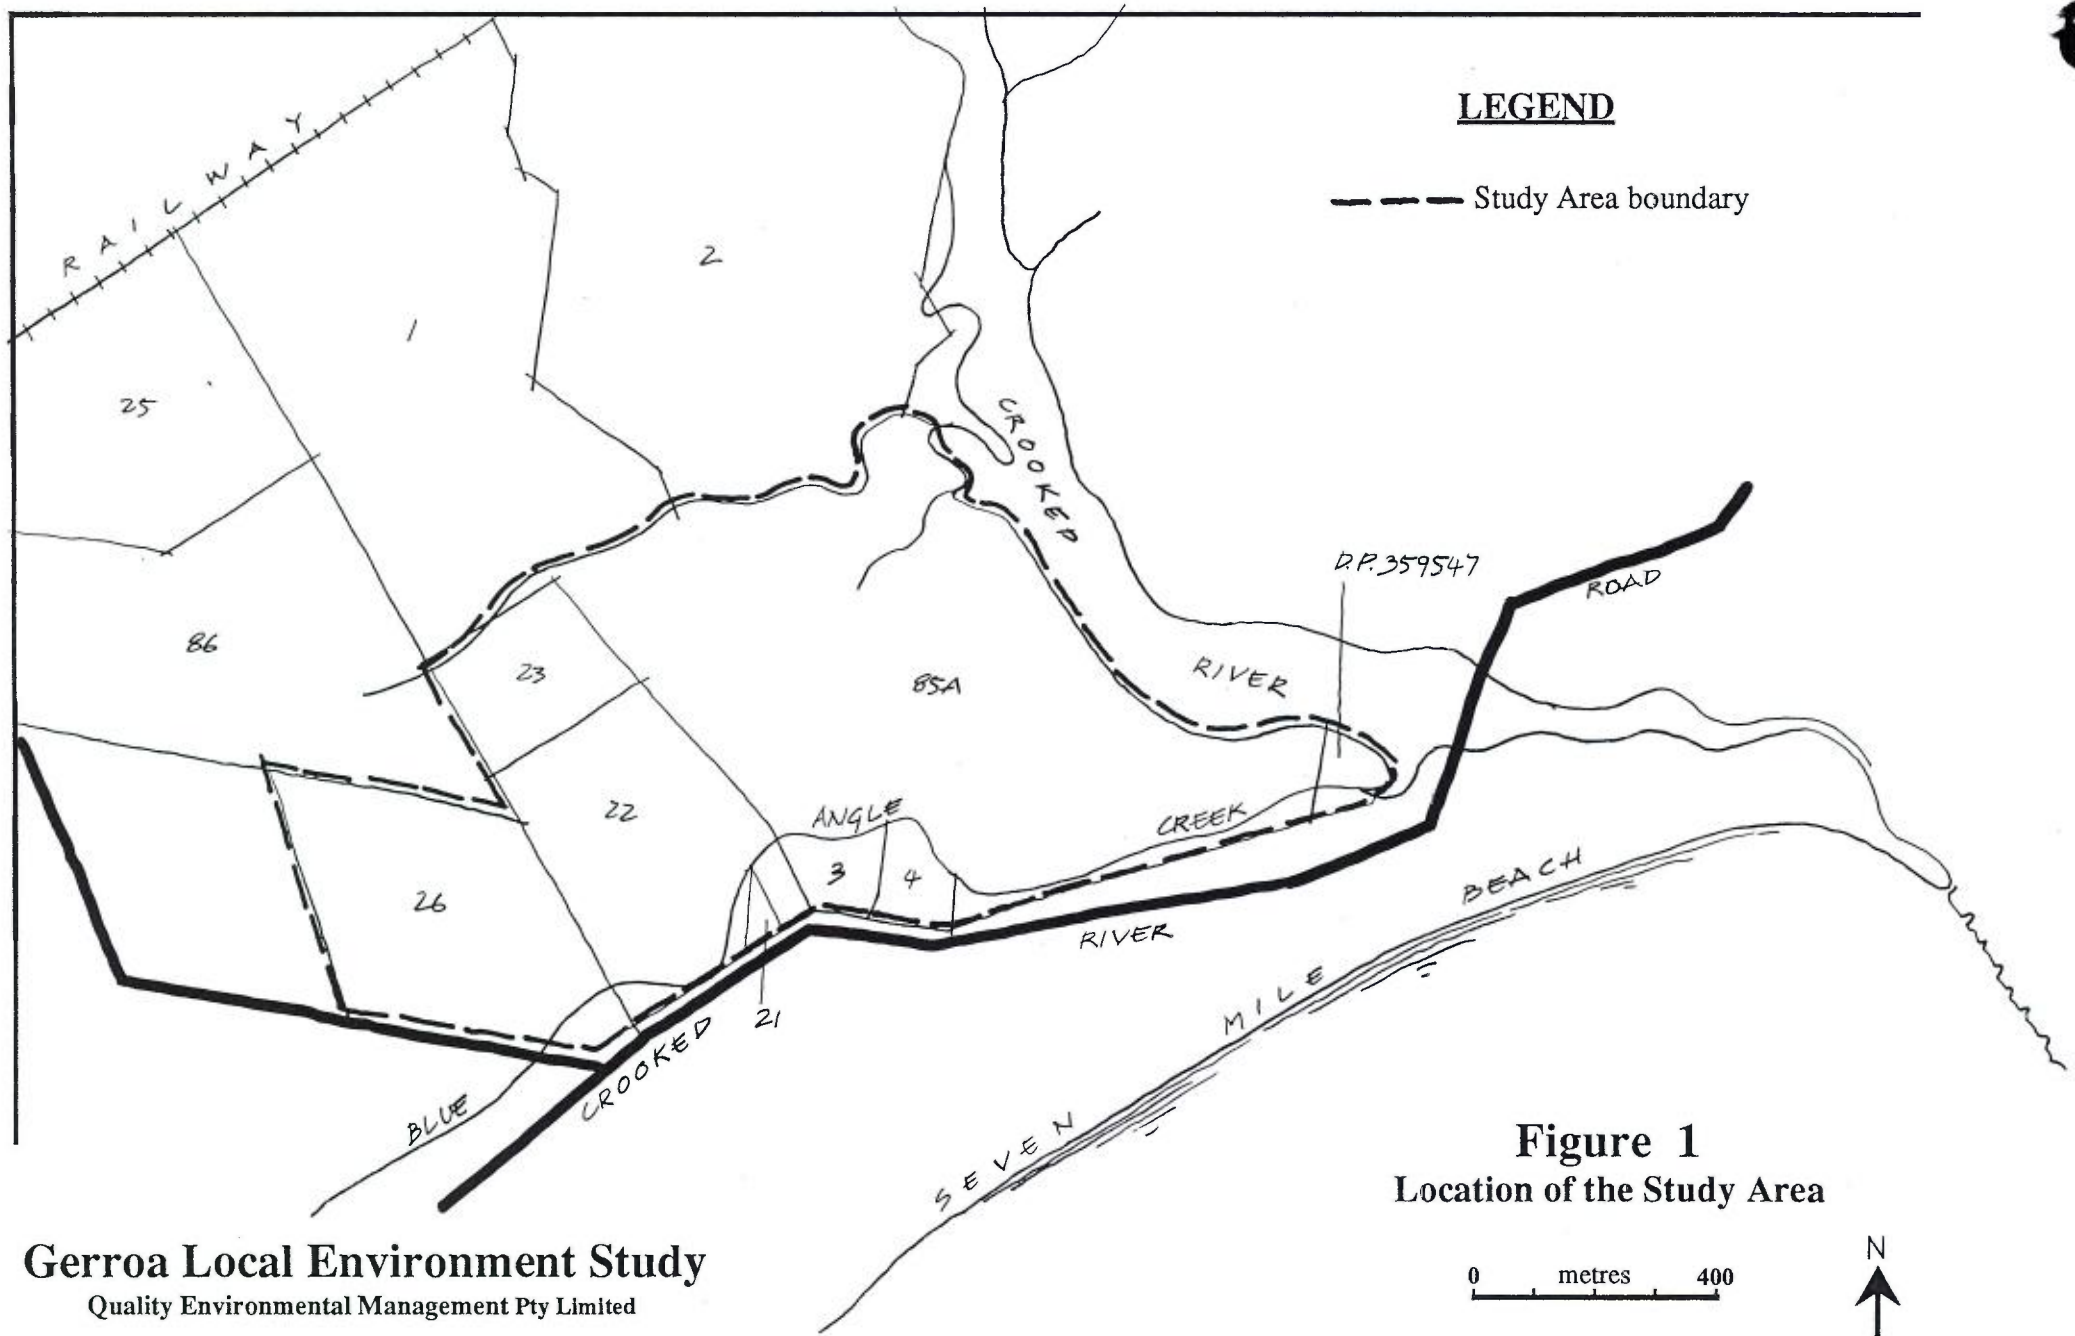 LEGEND
Study Area boundary
RAILWAY
1
2
25
86
23
85A
22
26
3
4
21
D.P. 359547
CROOKED
RIVER
ANGLE
CREEK
BLUE
CROOKED
RIVER
ROAD
SEVEN MILE BEACH
Figure 1
Location of the Study Area
0 metres 400
N
Gerroa Local Environment Study
Quality Environmental Management Pty Limited